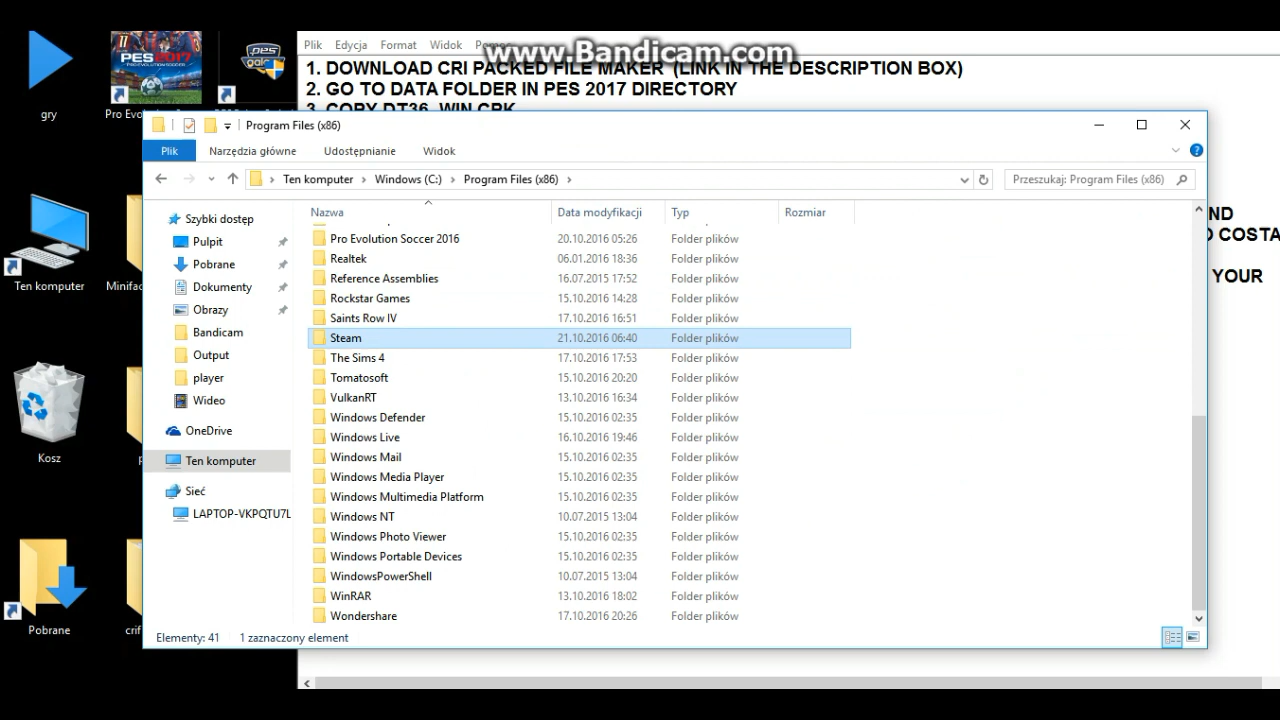 www.Bandicam.com
Plik Edycja Format Widok
1. DOWNLOAD CRI PACKED FILE MAKER (LINK IN THE DESCRIPTION BOX)
2. GO TO DATA FOLDER IN PES 2017 DIRECTORY
3. COPY DT36_WIN CRK
ND
COSTA
YOUR
gry
PES 2017
PRO EVOLUTION SOCCER
Pro Ev
pes
Ten komputer
Minifac
Kosz
Pobrane
crif
Program Files (x86)
Plik Narzędzia główne Udostępnianie Widok
Ten komputer Windows (C:) Program Files (x86)
Przeszukaj: Program Files (x86)
Nazwa Data modyfikacji Typ Rozmiar
Szybki dostęp
Pulpit
Pobrane
Dokumenty
Obrazy
Bandicam
Output
player
Wideo
OneDrive
Ten komputer
Sieć
LAPTOP-VKPQTU7L
Pro Evolution Soccer 2016 20.10.2016 05:26 Folder plików
Realtek 06.01.2016 18:36 Folder plików
Reference Assemblies 16.07.2015 17:52 Folder plików
Rockstar Games 15.10.2016 14:28 Folder plików
Saints Row IV 17.10.2016 16:51 Folder plików
Steam 21.10.2016 06:40 Folder plików
The Sims 4 17.10.2016 17:53 Folder plików
Tomatosoft 15.10.2016 20:20 Folder plików
VulkanRT 13.10.2016 16:34 Folder plików
Windows Defender 15.10.2016 02:35 Folder plików
Windows Live 16.10.2016 19:46 Folder plików
Windows Mail 15.10.2016 02:35 Folder plików
Windows Media Player 15.10.2016 02:35 Folder plików
Windows Multimedia Platform 15.10.2016 02:35 Folder plików
Windows NT 10.07.2015 13:04 Folder plików
Windows Photo Viewer 15.10.2016 02:35 Folder plików
Windows Portable Devices 15.10.2016 02:35 Folder plików
WindowsPowerShell 10.07.2015 13:04 Folder plików
WinRAR 13.10.2016 18:02 Folder plików
Wondershare 17.10.2016 20:26 Folder plików
Elementy: 41 1 zaznaczony element